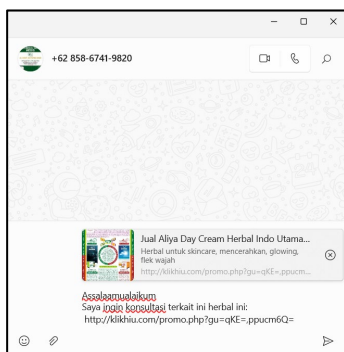 +62 858-6741-9820
Jual Aliya Day Cream Herbal Indo Utama...
Herbal untuk skincare, mencerahkan, glowing,
flek wajah
http://klikhiu.com/promo.php?gu=qKE=,ppucm...
Assalaamualaikum
Saya ingin konsultasi terkait ini herbal ini:
http://klikhiu.com/promo.php?gu=qKE=,ppucm6Q=